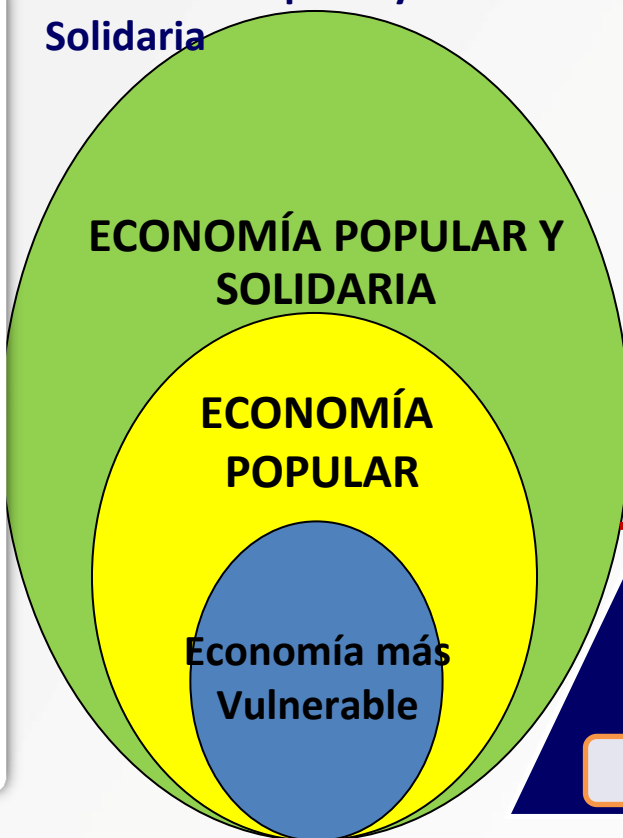 Solidaria
ECONOMÍA POPULAR Y
SOLIDARIA
ECONOMÍA
POPULAR
Economía más
Vulnerable